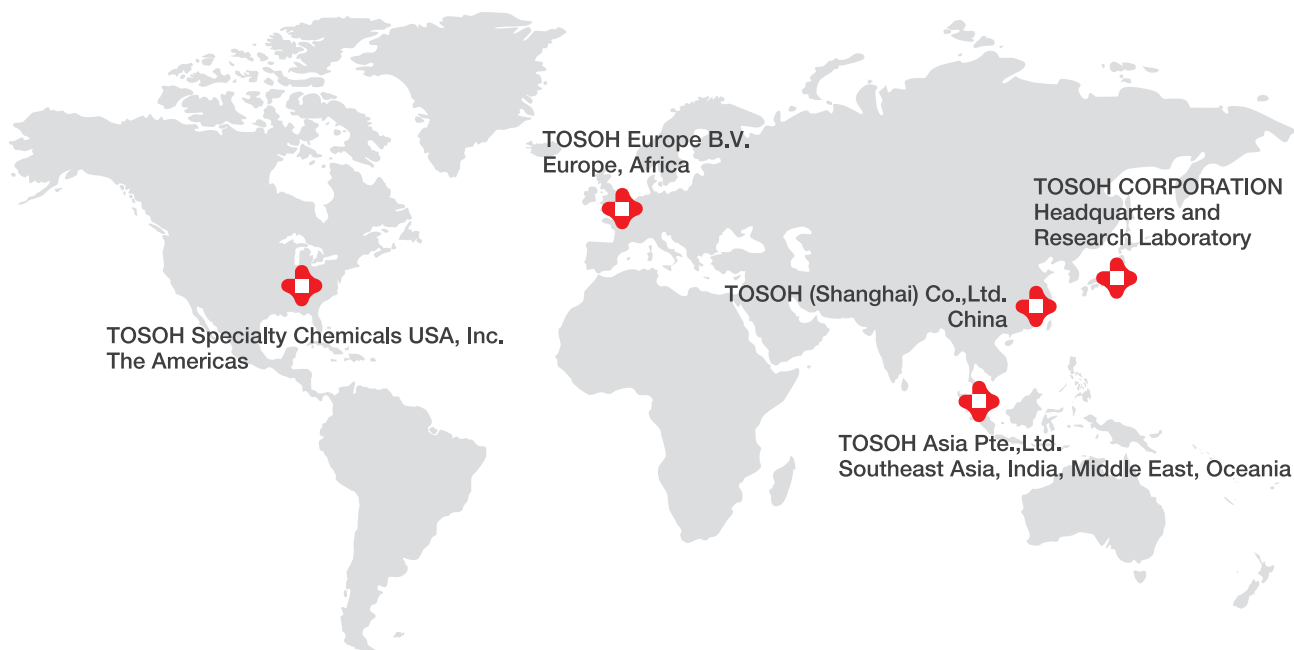 TOSOH Europe B.V.
Europe, Africa
TOSOH CORPORATION
Headquarters and
Research Laboratory
TOSOH (Shanghai) Co.,Ltd.
China
TOSOH Specialty Chemicals USA, Inc.
The Americas
TOSOH Asia Pte.,Ltd.
Southeast Asia, India, Middle East, Oceania